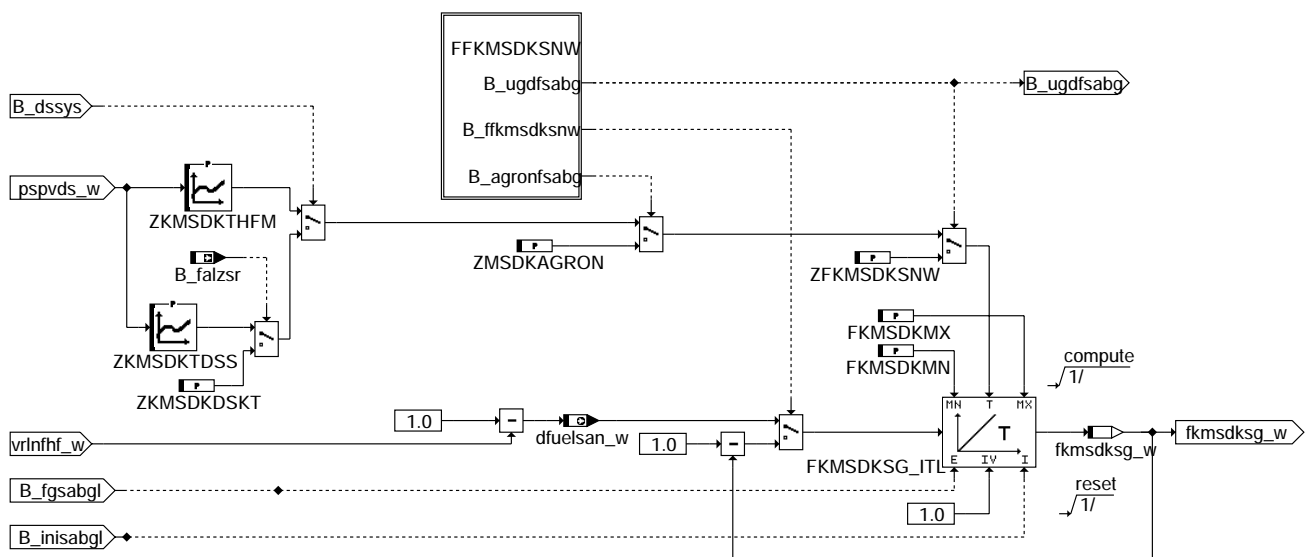 FFKMSDKSNW
B_ugdfsabg
B_ugdfsabg
B_dssys
B_ffkmsdksnw
P
B_agronfsabg
pspvds_w
ZKMSDKTHFM
P
ZMSDKAGRON
P
ZFKMSDKSNW
B_falzsr
P
ZKMSDKTDSS
P
FKMSDKMX
P
FKMSDKMN
P
ZKMSDKDSKT
compute
1/
MN T MX
1.0
-
dfuelsan_w
vrlnfhf_w
1.0
-
T
fkmsdksg_w
fkmsdksg_w
FKMSDKSG_ITL
E IV I
B_fgsabgl
reset
1/
1.0
B_inisabgl